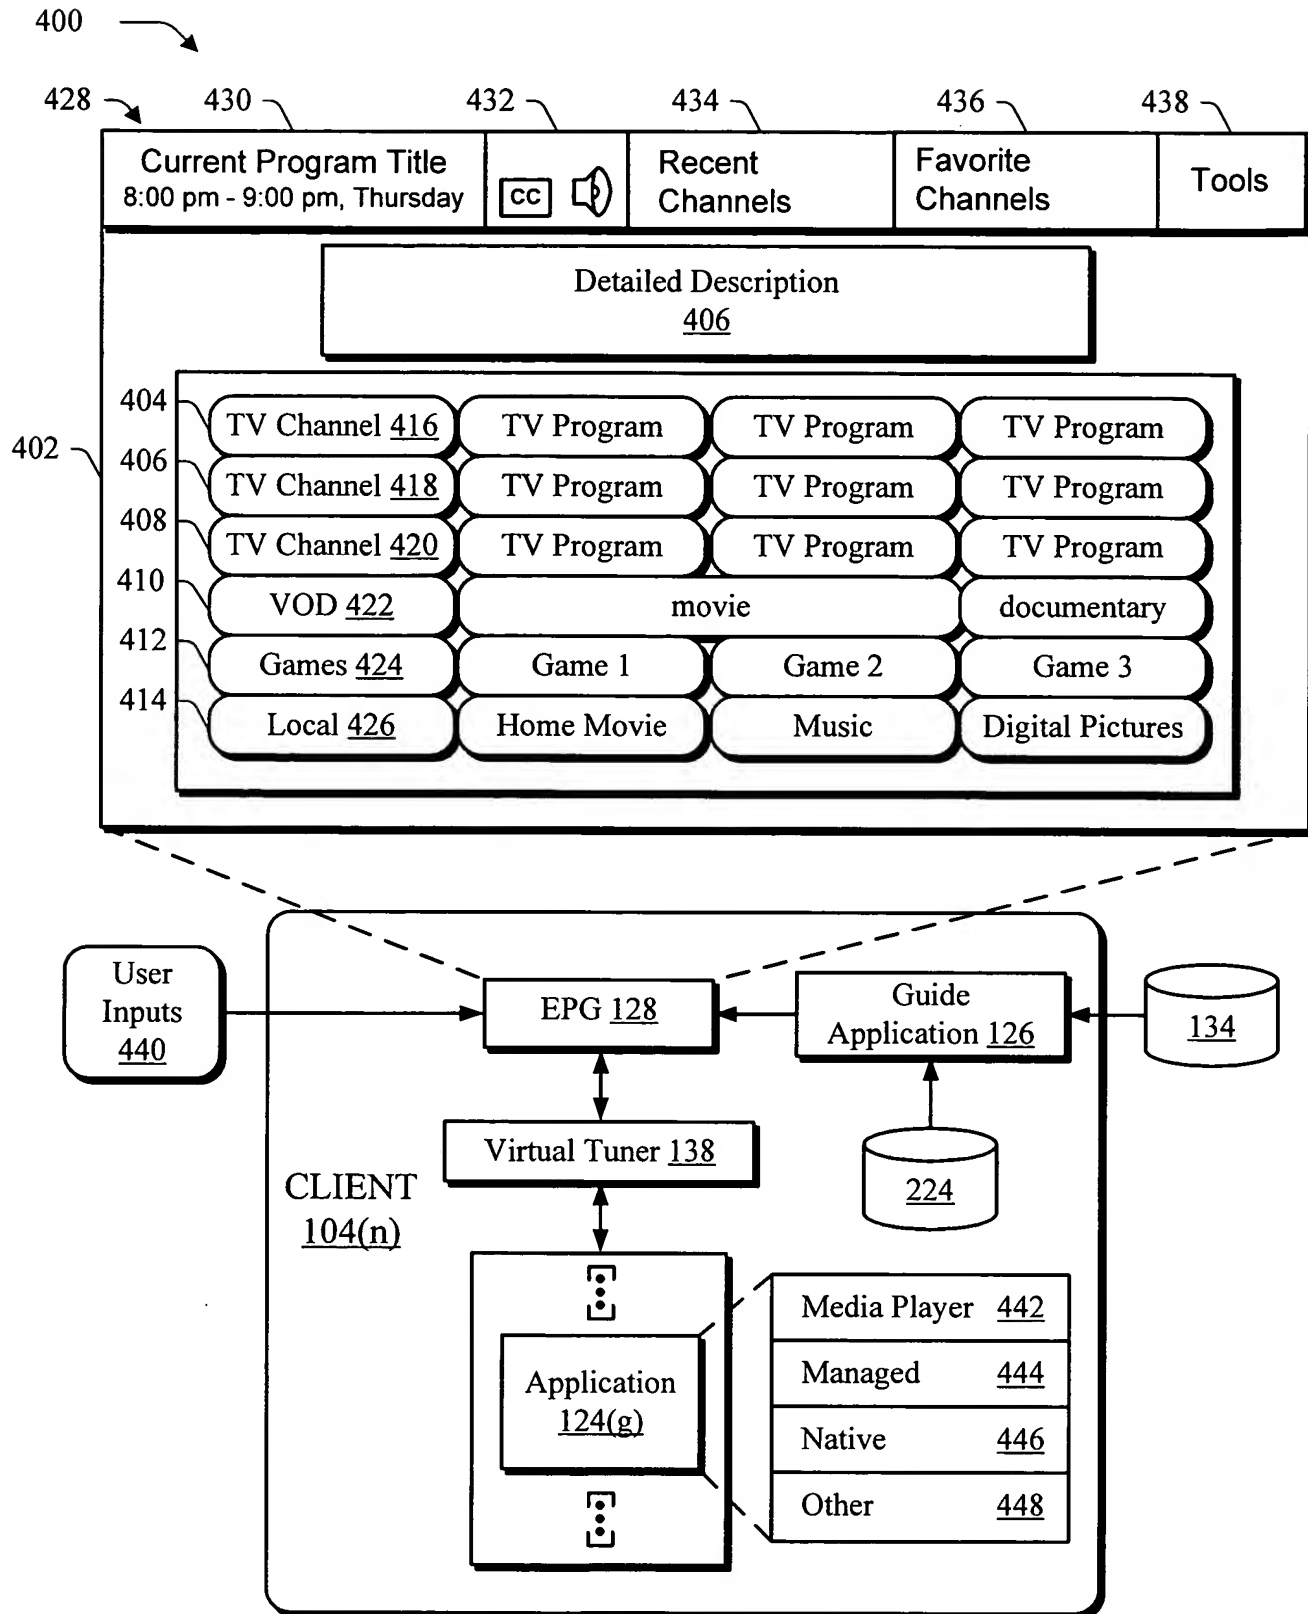 400
428 430 432 434 436 438
Current Program Title
8:00 pm - 9:00 pm, Thursday
CC
Recent
Channels
Favorite
Channels
Tools
Detailed Description
406
402
404 TV Channel 416 TV Program TV Program TV Program
406 TV Channel 418 TV Program TV Program TV Program
408 TV Channel 420 TV Program TV Program TV Program
410 VOD 422 movie documentary
412 Games 424 Game 1 Game 2 Game 3
414 Local 426 Home Movie Music Digital Pictures
User
Inputs
440
EPG 128
Guide
Application 126
134
Virtual Tuner 138
224
CLIENT
104(n)
Application
124(g)
Media Player 442
Managed 444
Native 446
Other 448